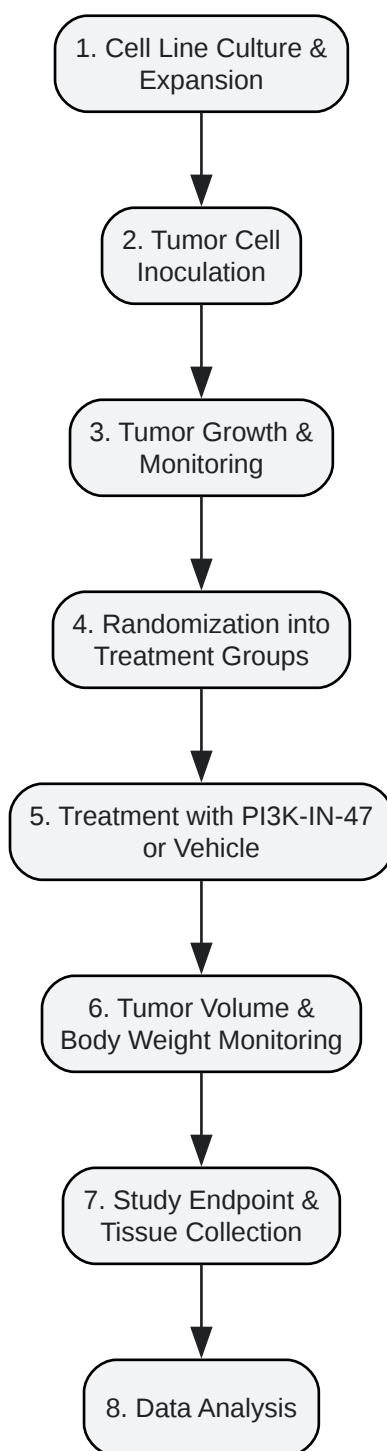 1. Cell Line Culture &
Expansion
2. Tumor Cell
Inoculation
3. Tumor Growth &
Monitoring
4. Randomization into
Treatment Groups
5. Treatment with PI3K-IN-47
or Vehicle
6. Tumor Volume &
Body Weight Monitoring
7. Study Endpoint &
Tissue Collection
8. Data Analysis